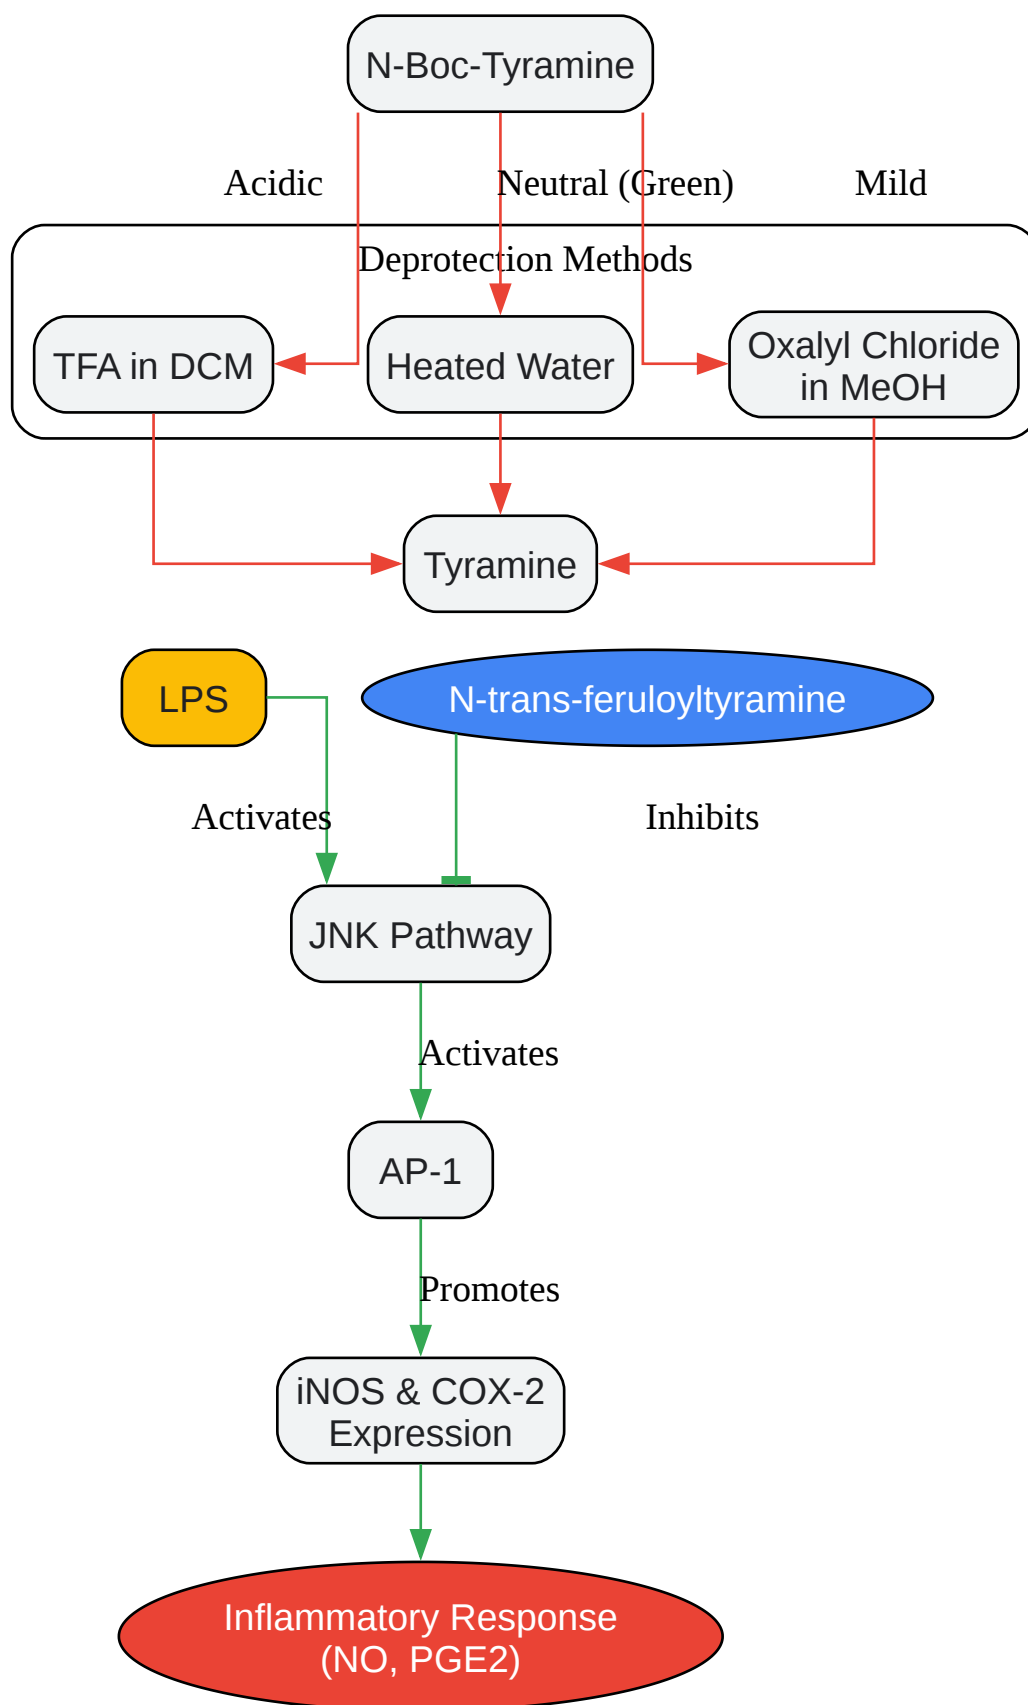 N-Boc-Tyramine
Acidic
Neutral (Green)
Mild
Deprotection Methods
TFA in DCM
Heated Water
Oxalyl Chloride
in MeOH
Tyramine
LPS
N-trans-feruloyltyramine
Activates
Inhibits
JNK Pathway
Activates
AP-1
Promotes
iNOS & COX-2
Expression
Inflammatory Response
(NO, PGE2)